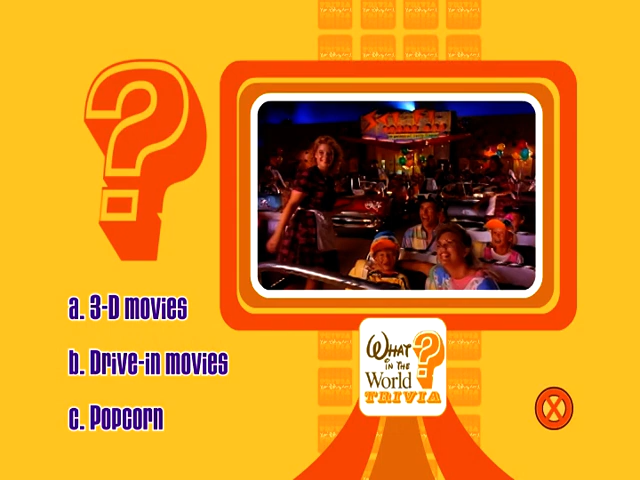 ?
a. 3-D movies
b. Drive-in movies
c. Popcorn
WHAT
IN THE
World
?
TRIVIA
X